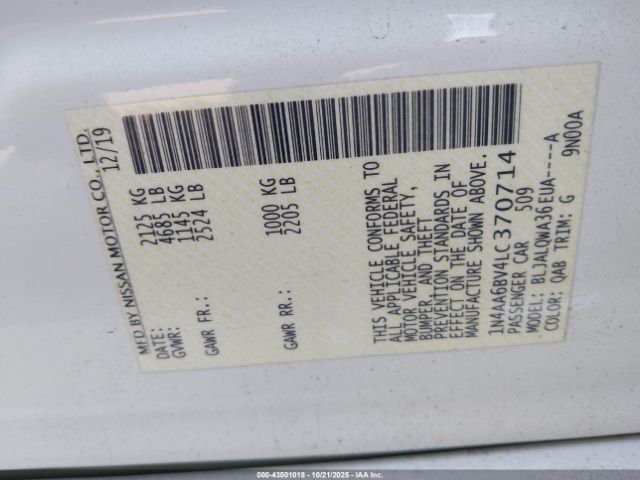 MFD BY NISSAN MOTOR CO., LTD.
DATE: 12/19
GVWR: 2125 KG
4685 LB
GAWR FR.: 1145 KG
2524 LB
GAWR RR.: 1000 KG
2205 LB
THIS VEHICLE CONFORMS TO
ALL APPLICABLE FEDERAL
MOTOR VEHICLE SAFETY,
BUMPER, AND THEFT
PREVENTION STANDARDS IN
EFFECT ON THE DATE OF
MANUFACTURE SHOWN ABOVE.
1N4AA6BV4LC370714
PASSENGER CAR 509
MODEL: BLJALQWA36EUA----A
COLOR: QAB TRIM: G 9N00A
000-43501018 - 10/21/2025 - IAAI.COM